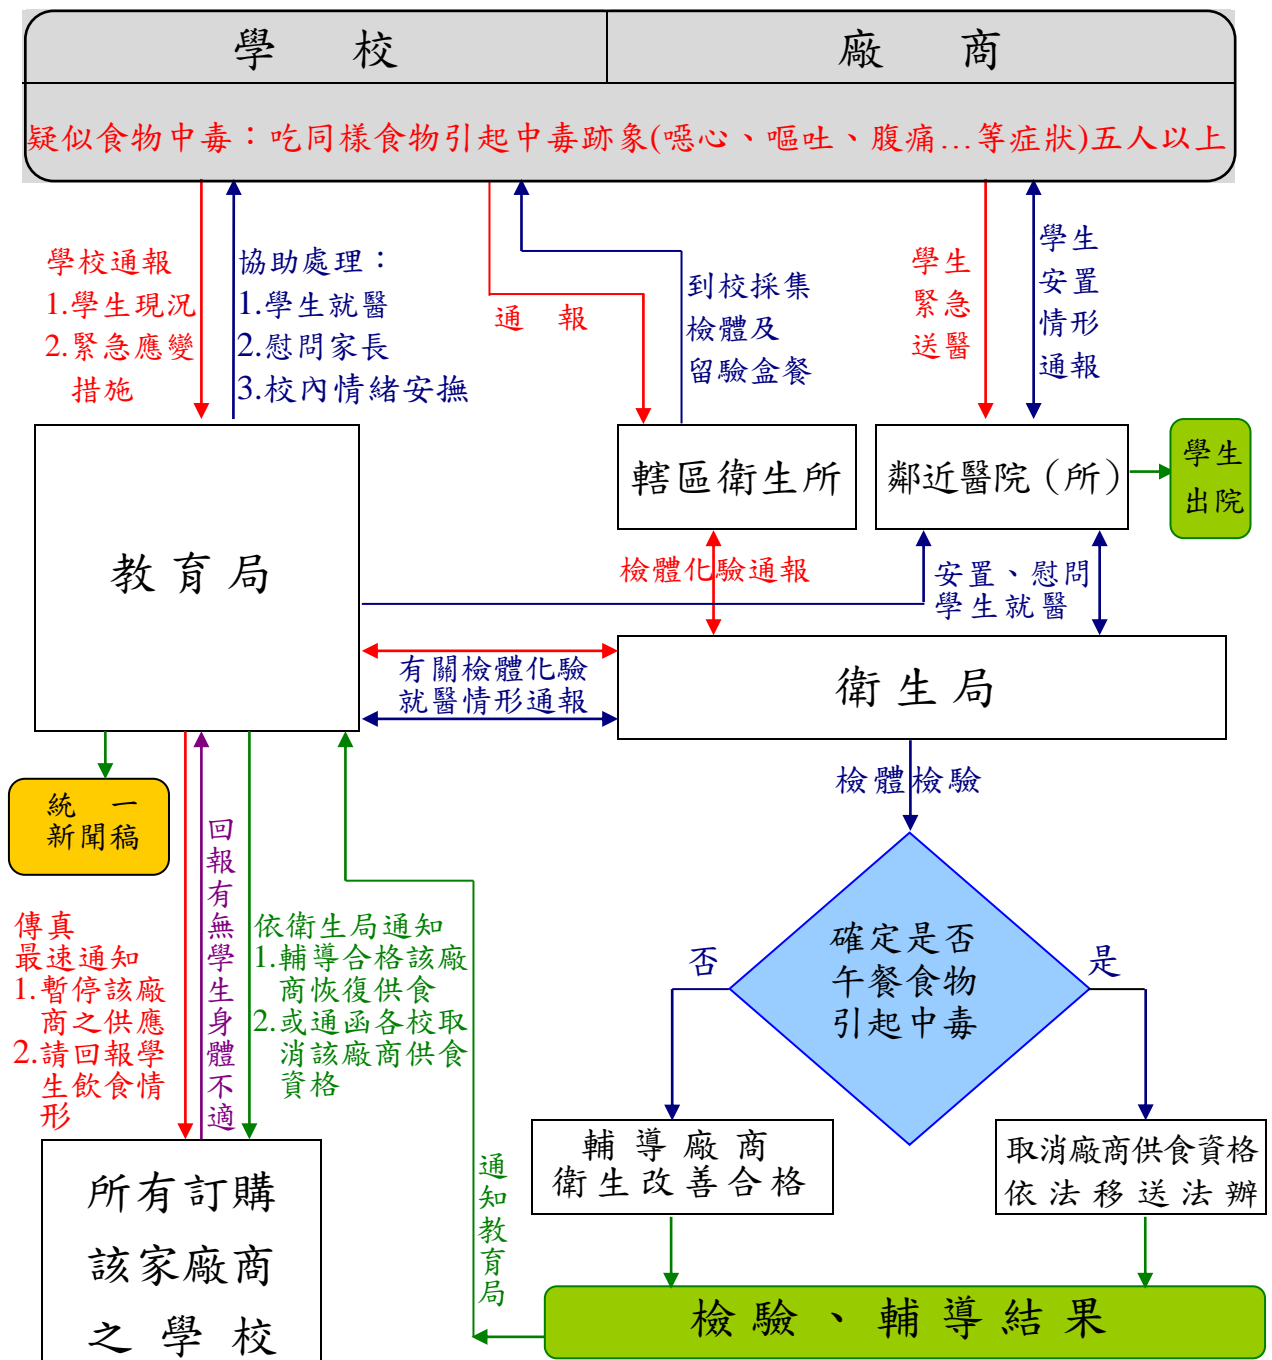 學 校
廠 商
疑似食物中毒：吃同樣食物引起中毒跡象(噁心、嘔吐、腹痛…等症狀)五人以上
學校通報
1.學生現況
2.緊急應變
措施
協助處理：
1.學生就醫
2.慰問家長
3.校內情緒安撫
通 報
到校採集
檢體及
留驗盒餐
學生
緊急
送醫
學生
安置
情形
通報
教育局
轄區衛生所
鄰近醫院（所）
學生
出院
檢體化驗通報
安置、慰問
學生就醫
有關檢體化驗
就醫情形通報
衛生局
統 一
新聞稿
檢體檢驗
傳真
最速通知
1.暫停該廠
商之供應
2.請回報學
生飲食情
形
回報有無學生身體不適
依衛生局通知
1.輔導合格該廠
商恢復供食
2.或通函各校取
消該廠商供食
資格
否
確定是否
午餐食物
引起中毒
是
輔導廠商
衛生改善合格
取消廠商供食資格
依法移送法辦
所有訂購
該家廠商
之學校
通知教育局
檢驗、輔導結果